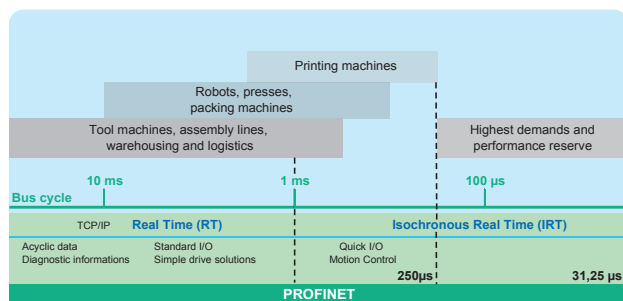 Printing machines
Robots, presses,
packing machines
Tool machines, assembly lines,
warehousing and logistics
Highest demands and
performance reserve
10 ms
1 ms
100 µs
Bus cycle
TCP/IP
Real Time (RT)
Isochronous Real Time (IRT)
Acyclic data
Diagnostic informations
Standard I/O
Simple drive solutions
Quick I/O
Motion Control
250µs
31,25 µs
PROFINET